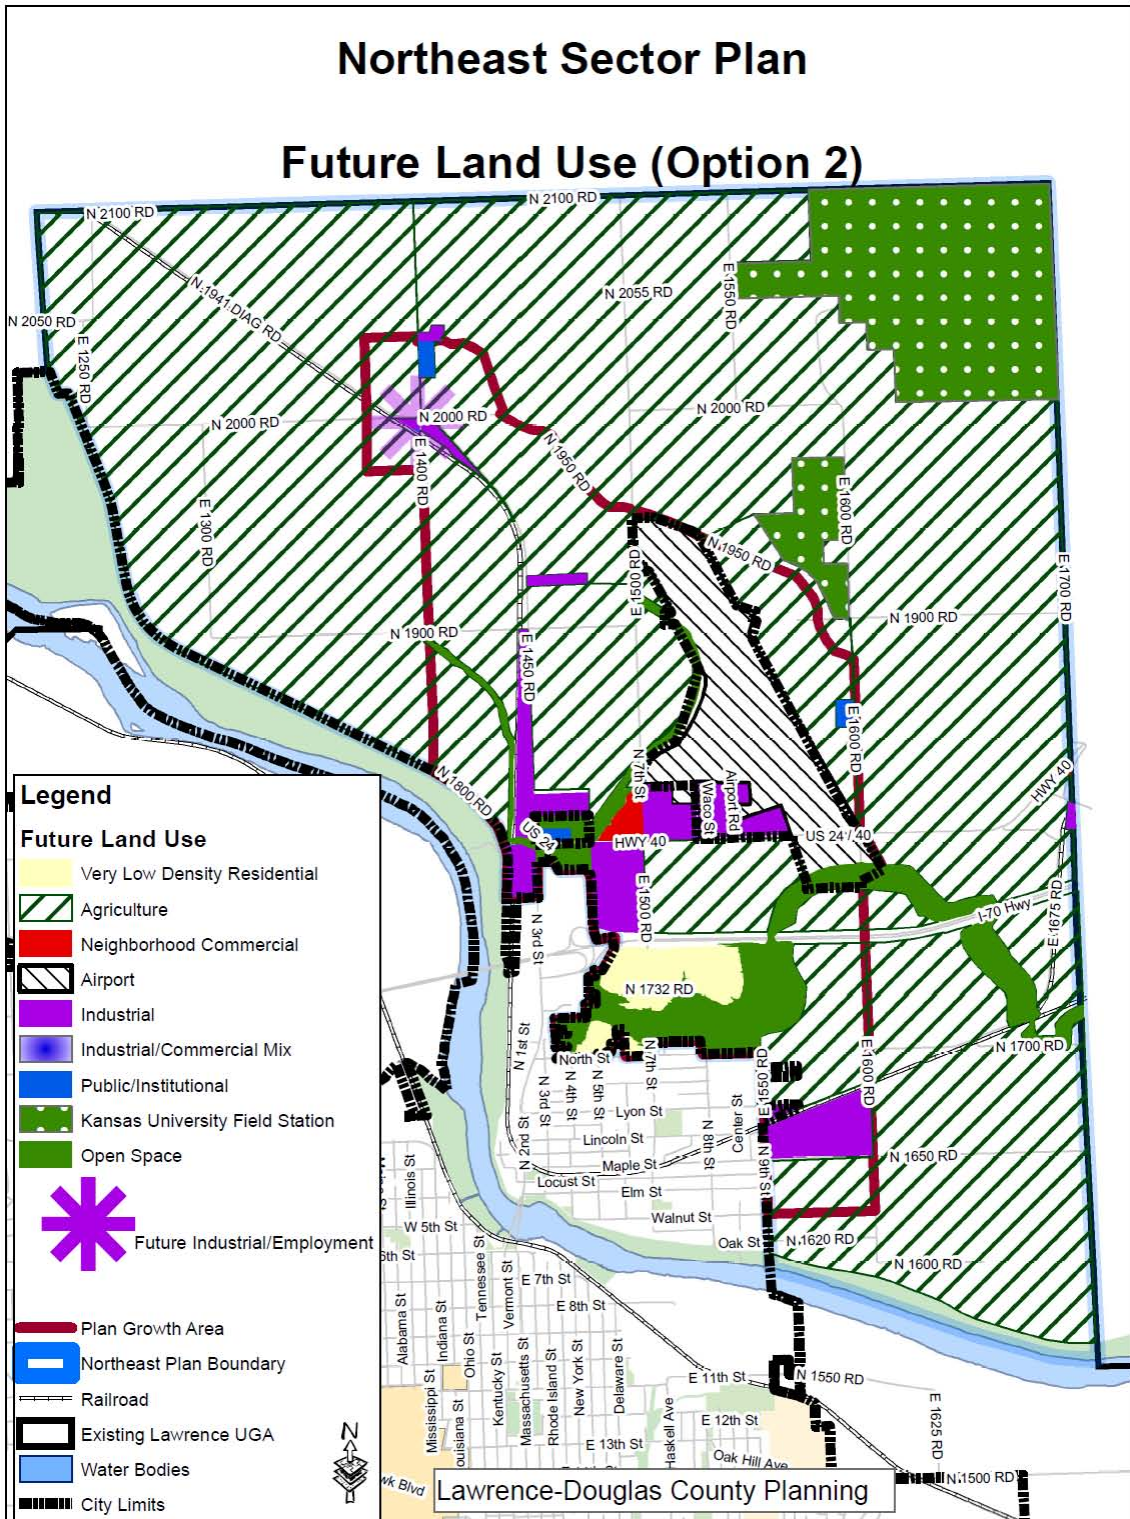 Northeast Sector Plan
Future Land Use (Option 2)
N 2100 RD
N 2100 RD
N 1941 DIAG RD
E 1550 RD
N 2055 RD
N 2050 RD
E 1250 RD
N 2000 RD
N 2000 RD
N 2000 RD
N 1950 RD
E 1400 RD
E 1300 RD
E 1600 RD
N 1950 RD
E 1500 RD
E 1700 RD
N 1900 RD
N 1900 RD
E 1450 RD
E 1600 RD
N 7th St
N 1800 RD
HWY 40
Waco St
Airport Rd
US 24
HWY 40
US 24 / 40
E 1500 RD
I-70 Hwy
E 1675 RD
N 3rd St
N 1732 RD
N 1st St
North St
N 7th St
E 1550 RD
E 1600 RD
N 1700 RD
N 3rd St
N 4th St
N 5th St
Lyon St
Lincoln St
N 8th St
Center St
N 2nd St
Maple St
Locust St
Elm St
N 9th St
N 1650 RD
Walnut St
Oak St
N 1620 RD
N 1600 RD
Illinois St
W 5th St
6th St
Tennessee St
Vermont St
E 7th St
E 8th St
Alabama St
Indiana St
Ohio St
Mississippi St
Kentucky St
Massachusetts St
Rhode Island St
New York St
Delaware St
E 11th St
N 1550 RD
E 12th St
Haskell Ave
E 13th St
Oak Hill Ave
E 1625 RD
N 1500 RD
ouisiana St
wk Blvd
Legend
Future Land Use
Very Low Density Residential
Agriculture
Neighborhood Commercial
Airport
Industrial
Industrial/Commercial Mix
Public/Institutional
Kansas University Field Station
Open Space
Future Industrial/Employment
Plan Growth Area
Northeast Plan Boundary
Railroad
Existing Lawrence UGA
Water Bodies
City Limits
N
Lawrence-Douglas County Planning